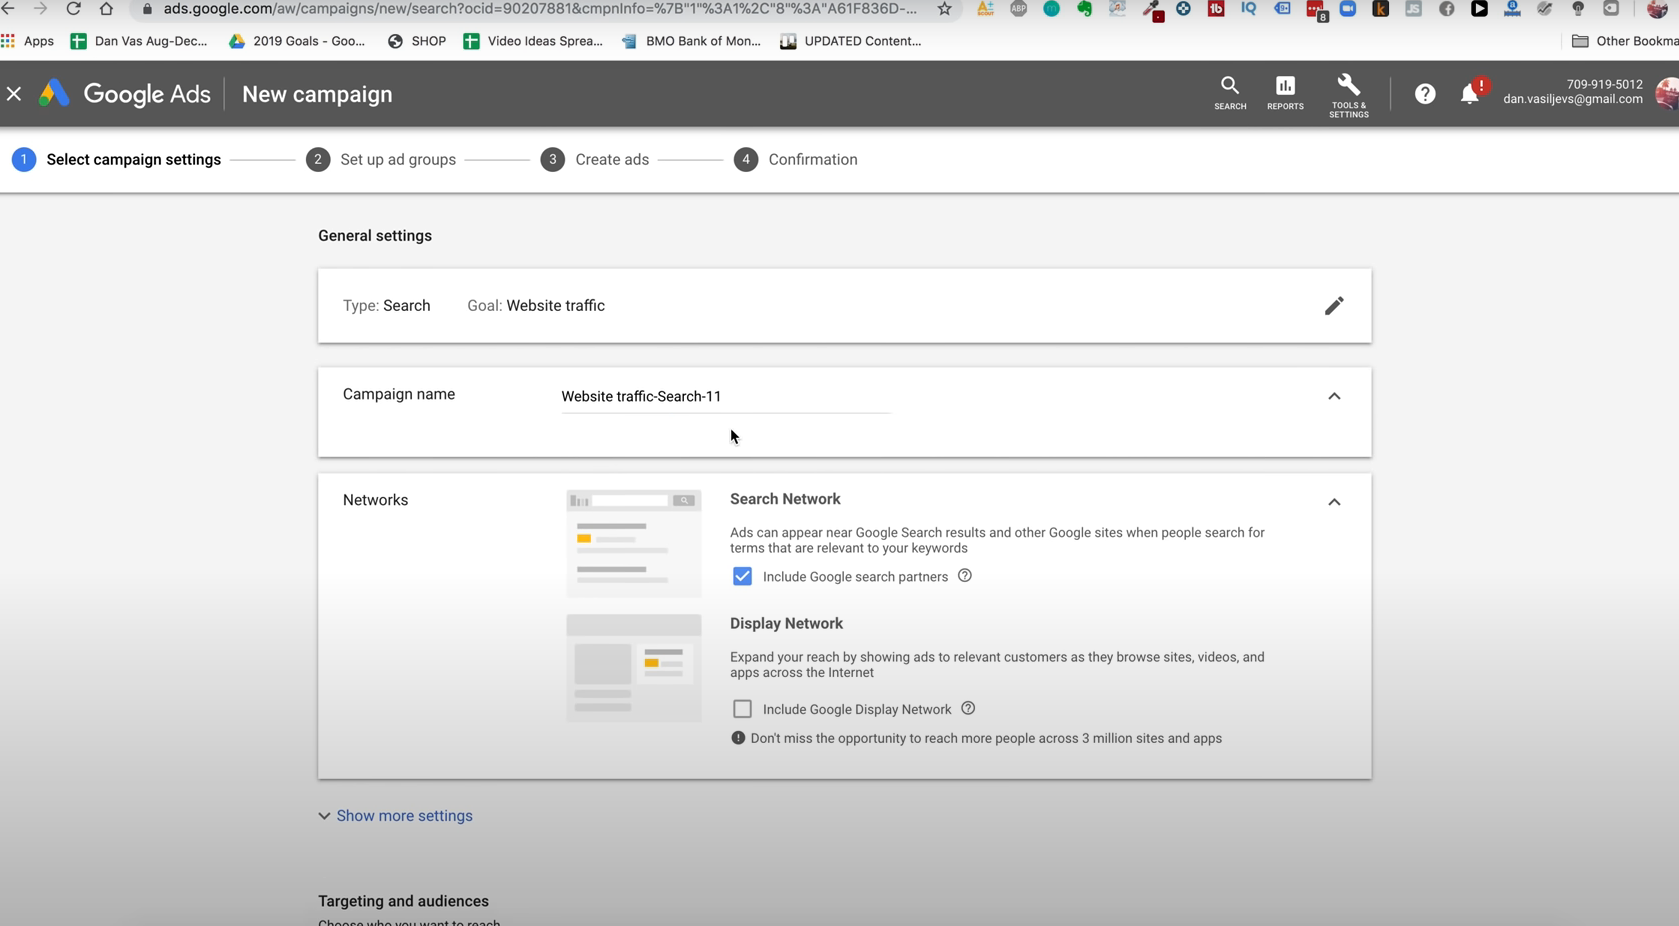 ads.google.com/aw/campaigns/new/search?ocid=90207881&cmpnInfo=%7B"1"%3A1%2C"8"%3A"A61F836D-...
Apps Dan Vas Aug-Dec... 2019 Goals - Goo... SHOP Video Ideas Sprea... BMO Bank of Mon... UPDATED Content... Other Bookma
Google Ads New campaign
SEARCH REPORTS TOOLS & SETTINGS
709-919-5012
dan.vasiljevs@gmail.com
1 Select campaign settings 2 Set up ad groups 3 Create ads 4 Confirmation
General settings
Type: Search Goal: Website traffic
Campaign name Website traffic-Search-11
Networks
Search Network
Ads can appear near Google Search results and other Google sites when people search for
terms that are relevant to your keywords
Include Google search partners
Display Network
Expand your reach by showing ads to relevant customers as they browse sites, videos, and
apps across the Internet
Include Google Display Network
Don't miss the opportunity to reach more people across 3 million sites and apps
Show more settings
Targeting and audiences
Choose who you want to reach